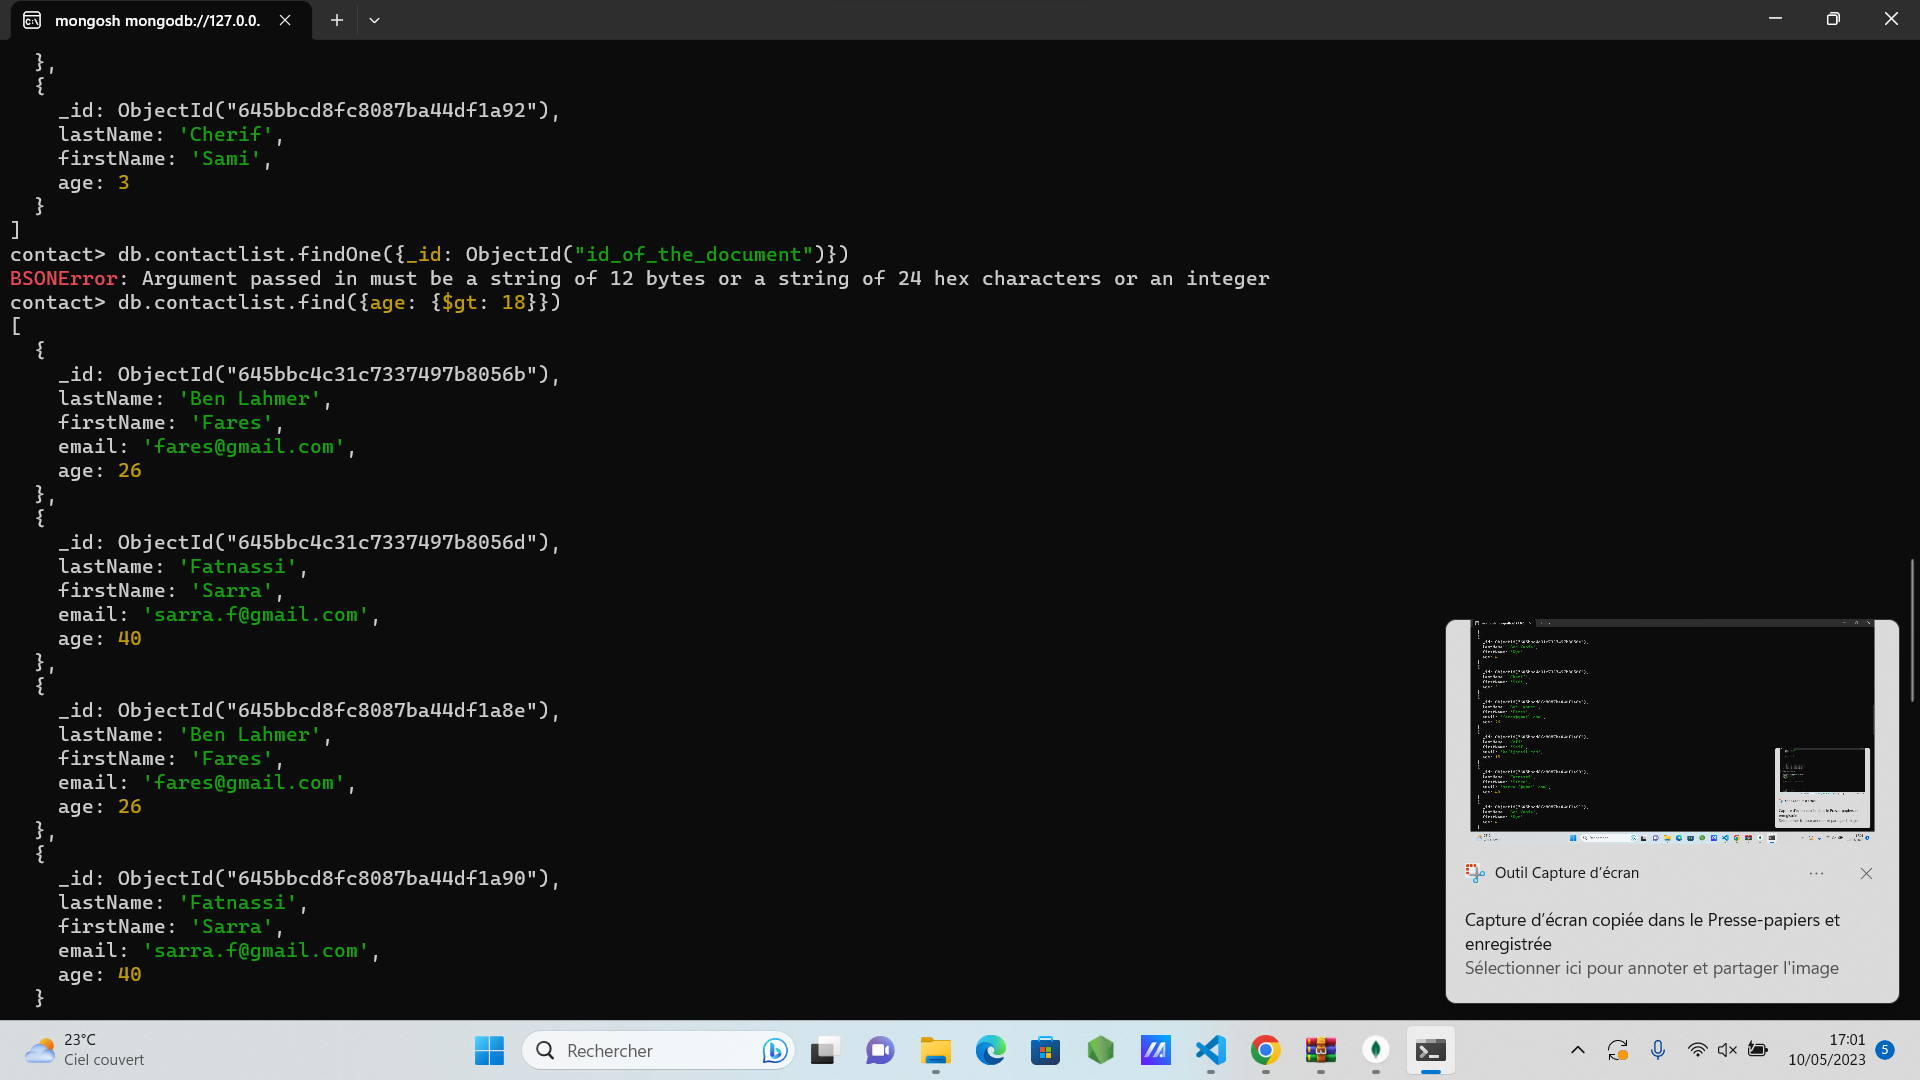 mongosh mongodb://127.0.0.
},
{
_id: ObjectId("645bbcd8fc8087ba44df1a92"),
lastName: 'Cherif',
firstName: 'Sami',
age: 3
}
]
contact> db.contactlist.findOne({_id: ObjectId("id_of_the_document")})
BSONError: Argument passed in must be a string of 12 bytes or a string of 24 hex characters or an integer
contact> db.contactlist.find({age: {$gt: 18}})
[
{
_id: ObjectId("645bbc4c31c7337497b8056b"),
lastName: 'Ben Lahmer',
firstName: 'Fares',
email: 'fares@gmail.com',
age: 26
},
{
_id: ObjectId("645bbc4c31c7337497b8056d"),
lastName: 'Fatnassi',
firstName: 'Sarra',
email: 'sarra.f@gmail.com',
age: 40
},
{
_id: ObjectId("645bbcd8fc8087ba44df1a8e"),
lastName: 'Ben Lahmer',
firstName: 'Fares',
email: 'fares@gmail.com',
age: 26
},
{
_id: ObjectId("645bbcd8fc8087ba44df1a90"),
lastName: 'Fatnassi',
firstName: 'Sarra',
email: 'sarra.f@gmail.com',
age: 40
}
Outil Capture d'écran
Capture d'écran copiée dans le Presse-papiers et
enregistrée
Sélectionner ici pour annoter et partager l'image
23°C
Ciel couvert
Rechercher
17:01
10/05/2023
5